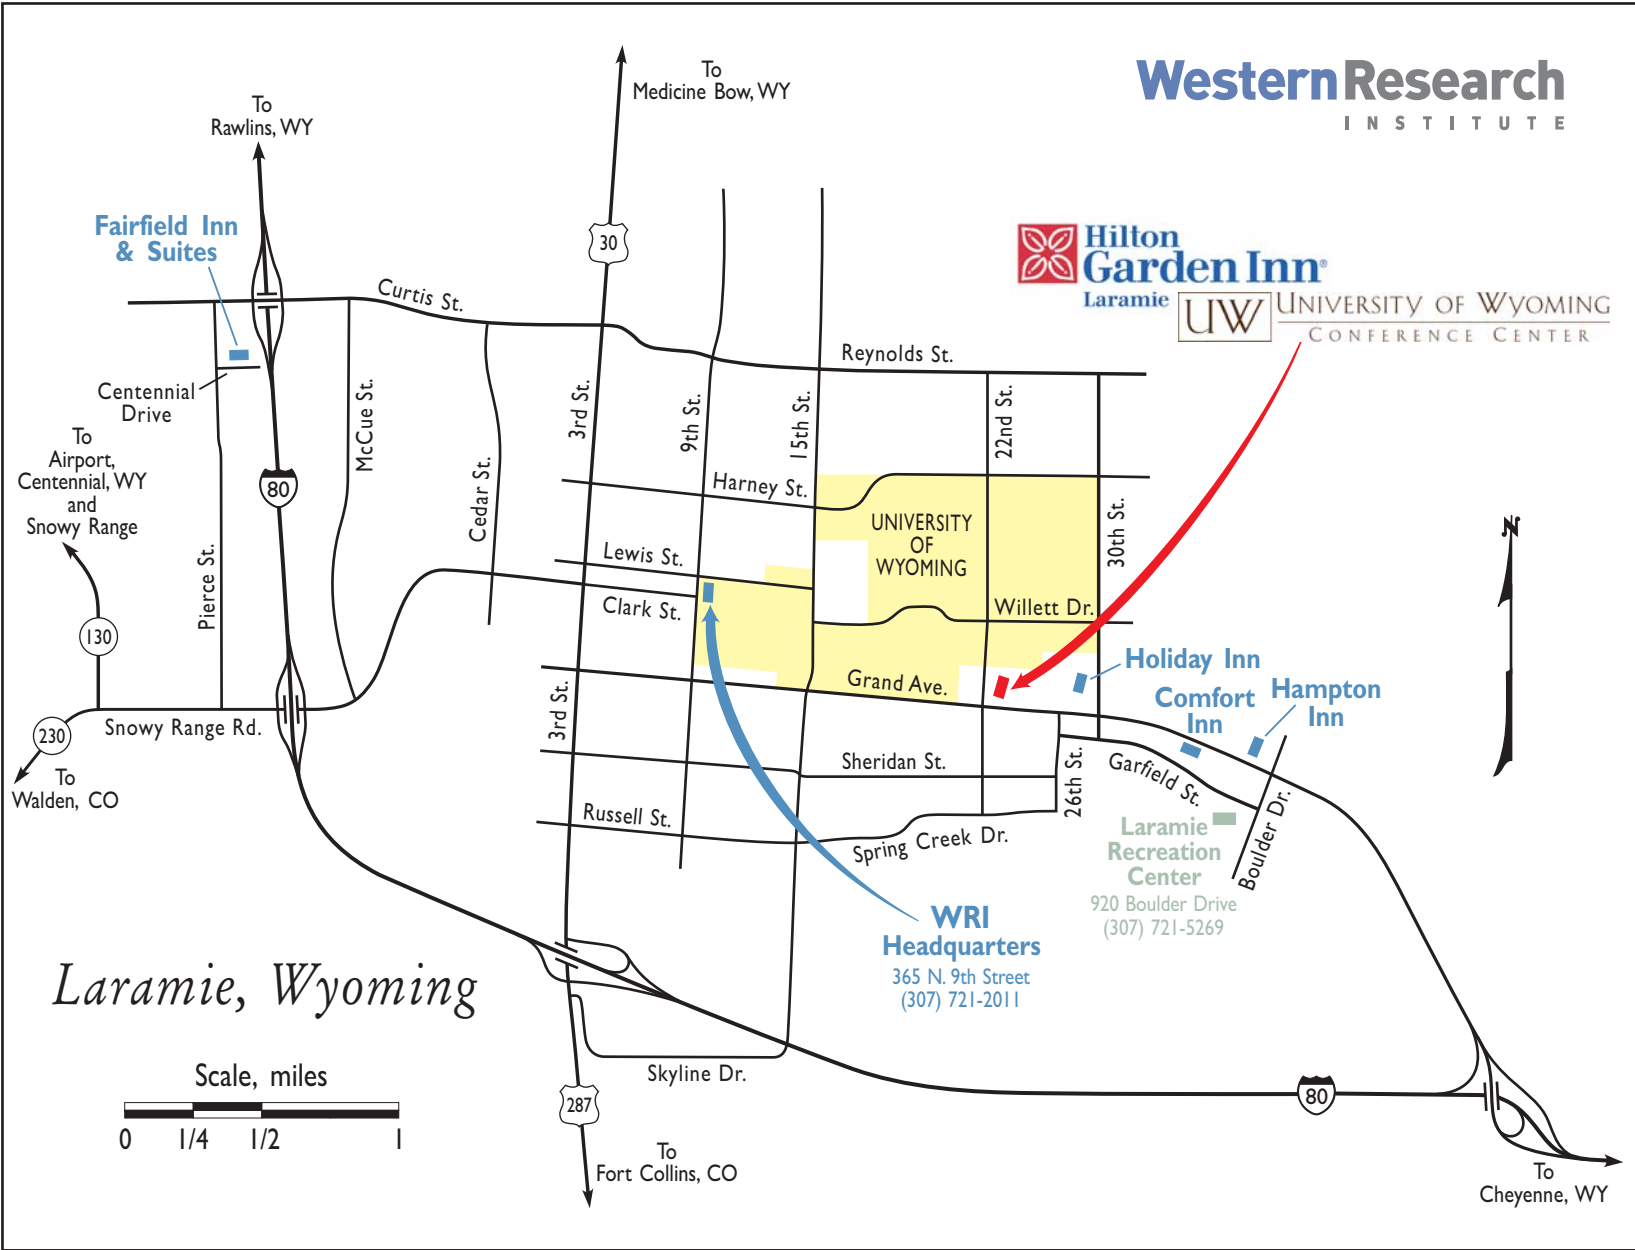 Western Research
INSTITUTE
To
Medicine Bow, WY
To
Rawlins, WY
Fairfield Inn
& Suites
30
Hilton
Garden Inn®
Laramie
UW
UNIVERSITY OF WYOMING
CONFERENCE CENTER
Curtis St.
Reynolds St.
Centennial
Drive
McCue St.
3rd St.
9th St.
15th St.
22nd St.
To
Airport,
Centennial, WY
and
Snowy Range
80
Cedar St.
Harney St.
UNIVERSITY
OF
WYOMING
30th St.
N
Pierce St.
Lewis St.
Clark St.
Willett Dr.
130
Grand Ave.
Holiday Inn
Comfort
Inn
Hampton
Inn
230
Snowy Range Rd.
3rd St.
To
Walden, CO
Sheridan St.
26th St.
Garfield St.
Russell St.
Spring Creek Dr.
Boulder Dr.
Laramie
Recreation
Center
920 Boulder Drive
(307) 721-5269
WRI
Headquarters
365 N. 9th Street
(307) 721-2011
Laramie, Wyoming
Scale, miles
0 1/4 1/2 1
Skyline Dr.
287
80
To
Fort Collins, CO
To
Cheyenne, WY